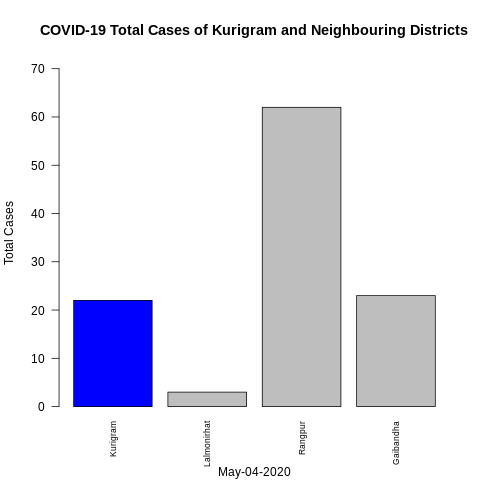 COVID-19 Total Cases of Kurigram and Neighbouring Districts
Total Cases
70
60
50
40
30
20
10
0
Kurigram
Lalmonirhat
Rangpur
Gaibandha
May-04-2020